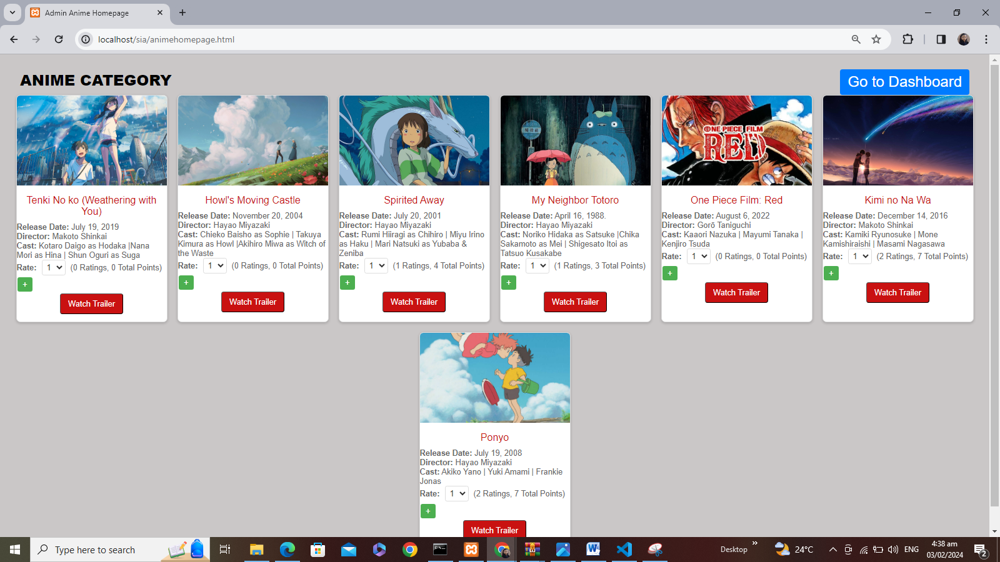 Admin Anime Homepage
localhost/sia/animehomepage.html
ANIME CATEGORY
Go to Dashboard
ONE PIECE FILM
RED
Tenki No ko (Weathering with
You)
Release Date: July 19, 2019
Director: Makoto Shinkai
Cast: Kotaro Daigo as Hodaka |Nana
Mori as Hina | Shun Oguri as Suga
Rate: 1 (0 Ratings, 0 Total Points)
+
Watch Trailer
Howl's Moving Castle
Release Date: November 20, 2004
Director: Hayao Miyazaki
Cast: Chieko Baisho as Sophie | Takuya
Kimura as Howl |Akihiro Miwa as Witch of
the Waste
Rate: 1 (0 Ratings, 0 Total Points)
+
Watch Trailer
Spirited Away
Release Date: July 20, 2001
Director: Hayao Miyazaki
Cast: Rumi Hiiragi as Chihiro | Miyu Irino
as Haku | Mari Natsuki as Yubaba &
Zeniba
Rate: 1 (1 Ratings, 4 Total Points)
+
Watch Trailer
My Neighbor Totoro
Release Date: April 16, 1988.
Director: Hayao Miyazaki
Cast: Noriko Hidaka as Satsuke |Chika
Sakamoto as Mei | Shigesato Itoi as
Tatsuo Kusakabe
Rate: 1 (1 Ratings, 3 Total Points)
+
Watch Trailer
One Piece Film: Red
Release Date: August 6, 2022
Director: Gorō Taniguchi
Cast: Kaaori Nazuka | Mayumi Tanaka |
Kenjiro Tsuda
Rate: 1 (0 Ratings, 0 Total Points)
+
Watch Trailer
Kimi no Na Wa
Release Date: December 14, 2016
Director: Makoto Shinkai
Cast: Kamiki Ryunosuke | Mone
Kamishiraishi | Masami Nagasawa
Rate: 1 (2 Ratings, 7 Total Points)
+
Watch Trailer
Ponyo
Release Date: July 19, 2008
Director: Hayao Miyazaki
Cast: Akiko Yano | Yuki Amami | Frankie
Jonas
Rate: 1 (2 Ratings, 7 Total Points)
+
Watch Trailer
Type here to search
Desktop
24°C
ENG
4:38 am
03/02/2024
2